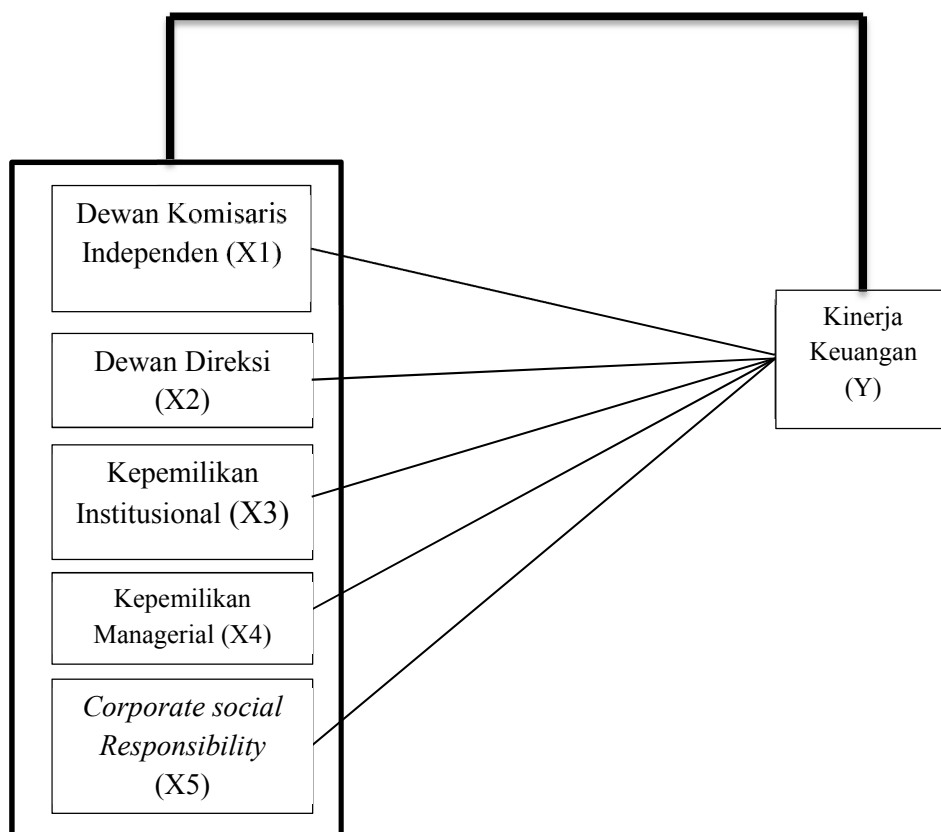 Dewan Komisaris
Independen (X1)
Dewan Direksi
(X2)
Kepemilikan
Institusional (X3)
Kepemilikan
Managerial (X4)
Corporate social
Responsibility
(X5)
Kinerja
Keuangan
(Y)